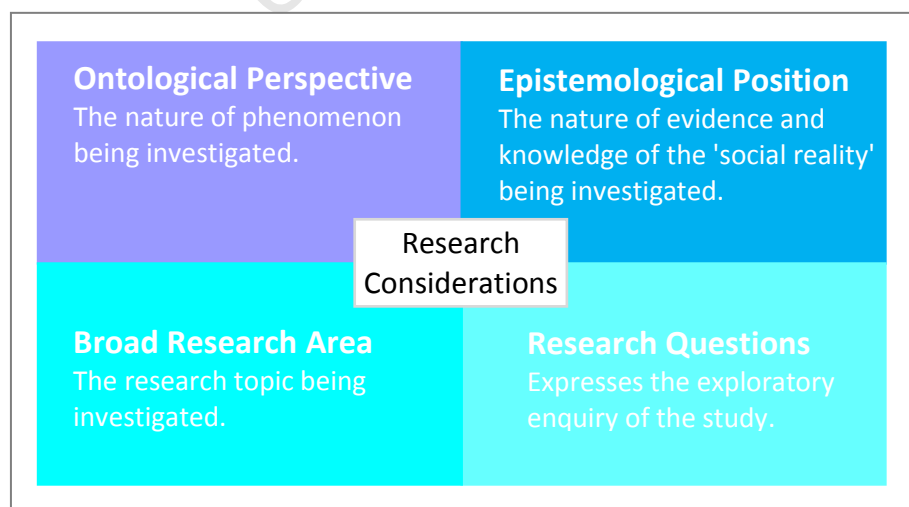 Ontological Perspective
The nature of phenomenon
being investigated.
Epistemological Position
The nature of evidence and
knowledge of the 'social reality'
being investigated.
Research
Considerations
Broad Research Area
The research topic being
investigated.
Research Questions
Expresses the exploratory
enquiry of the study.